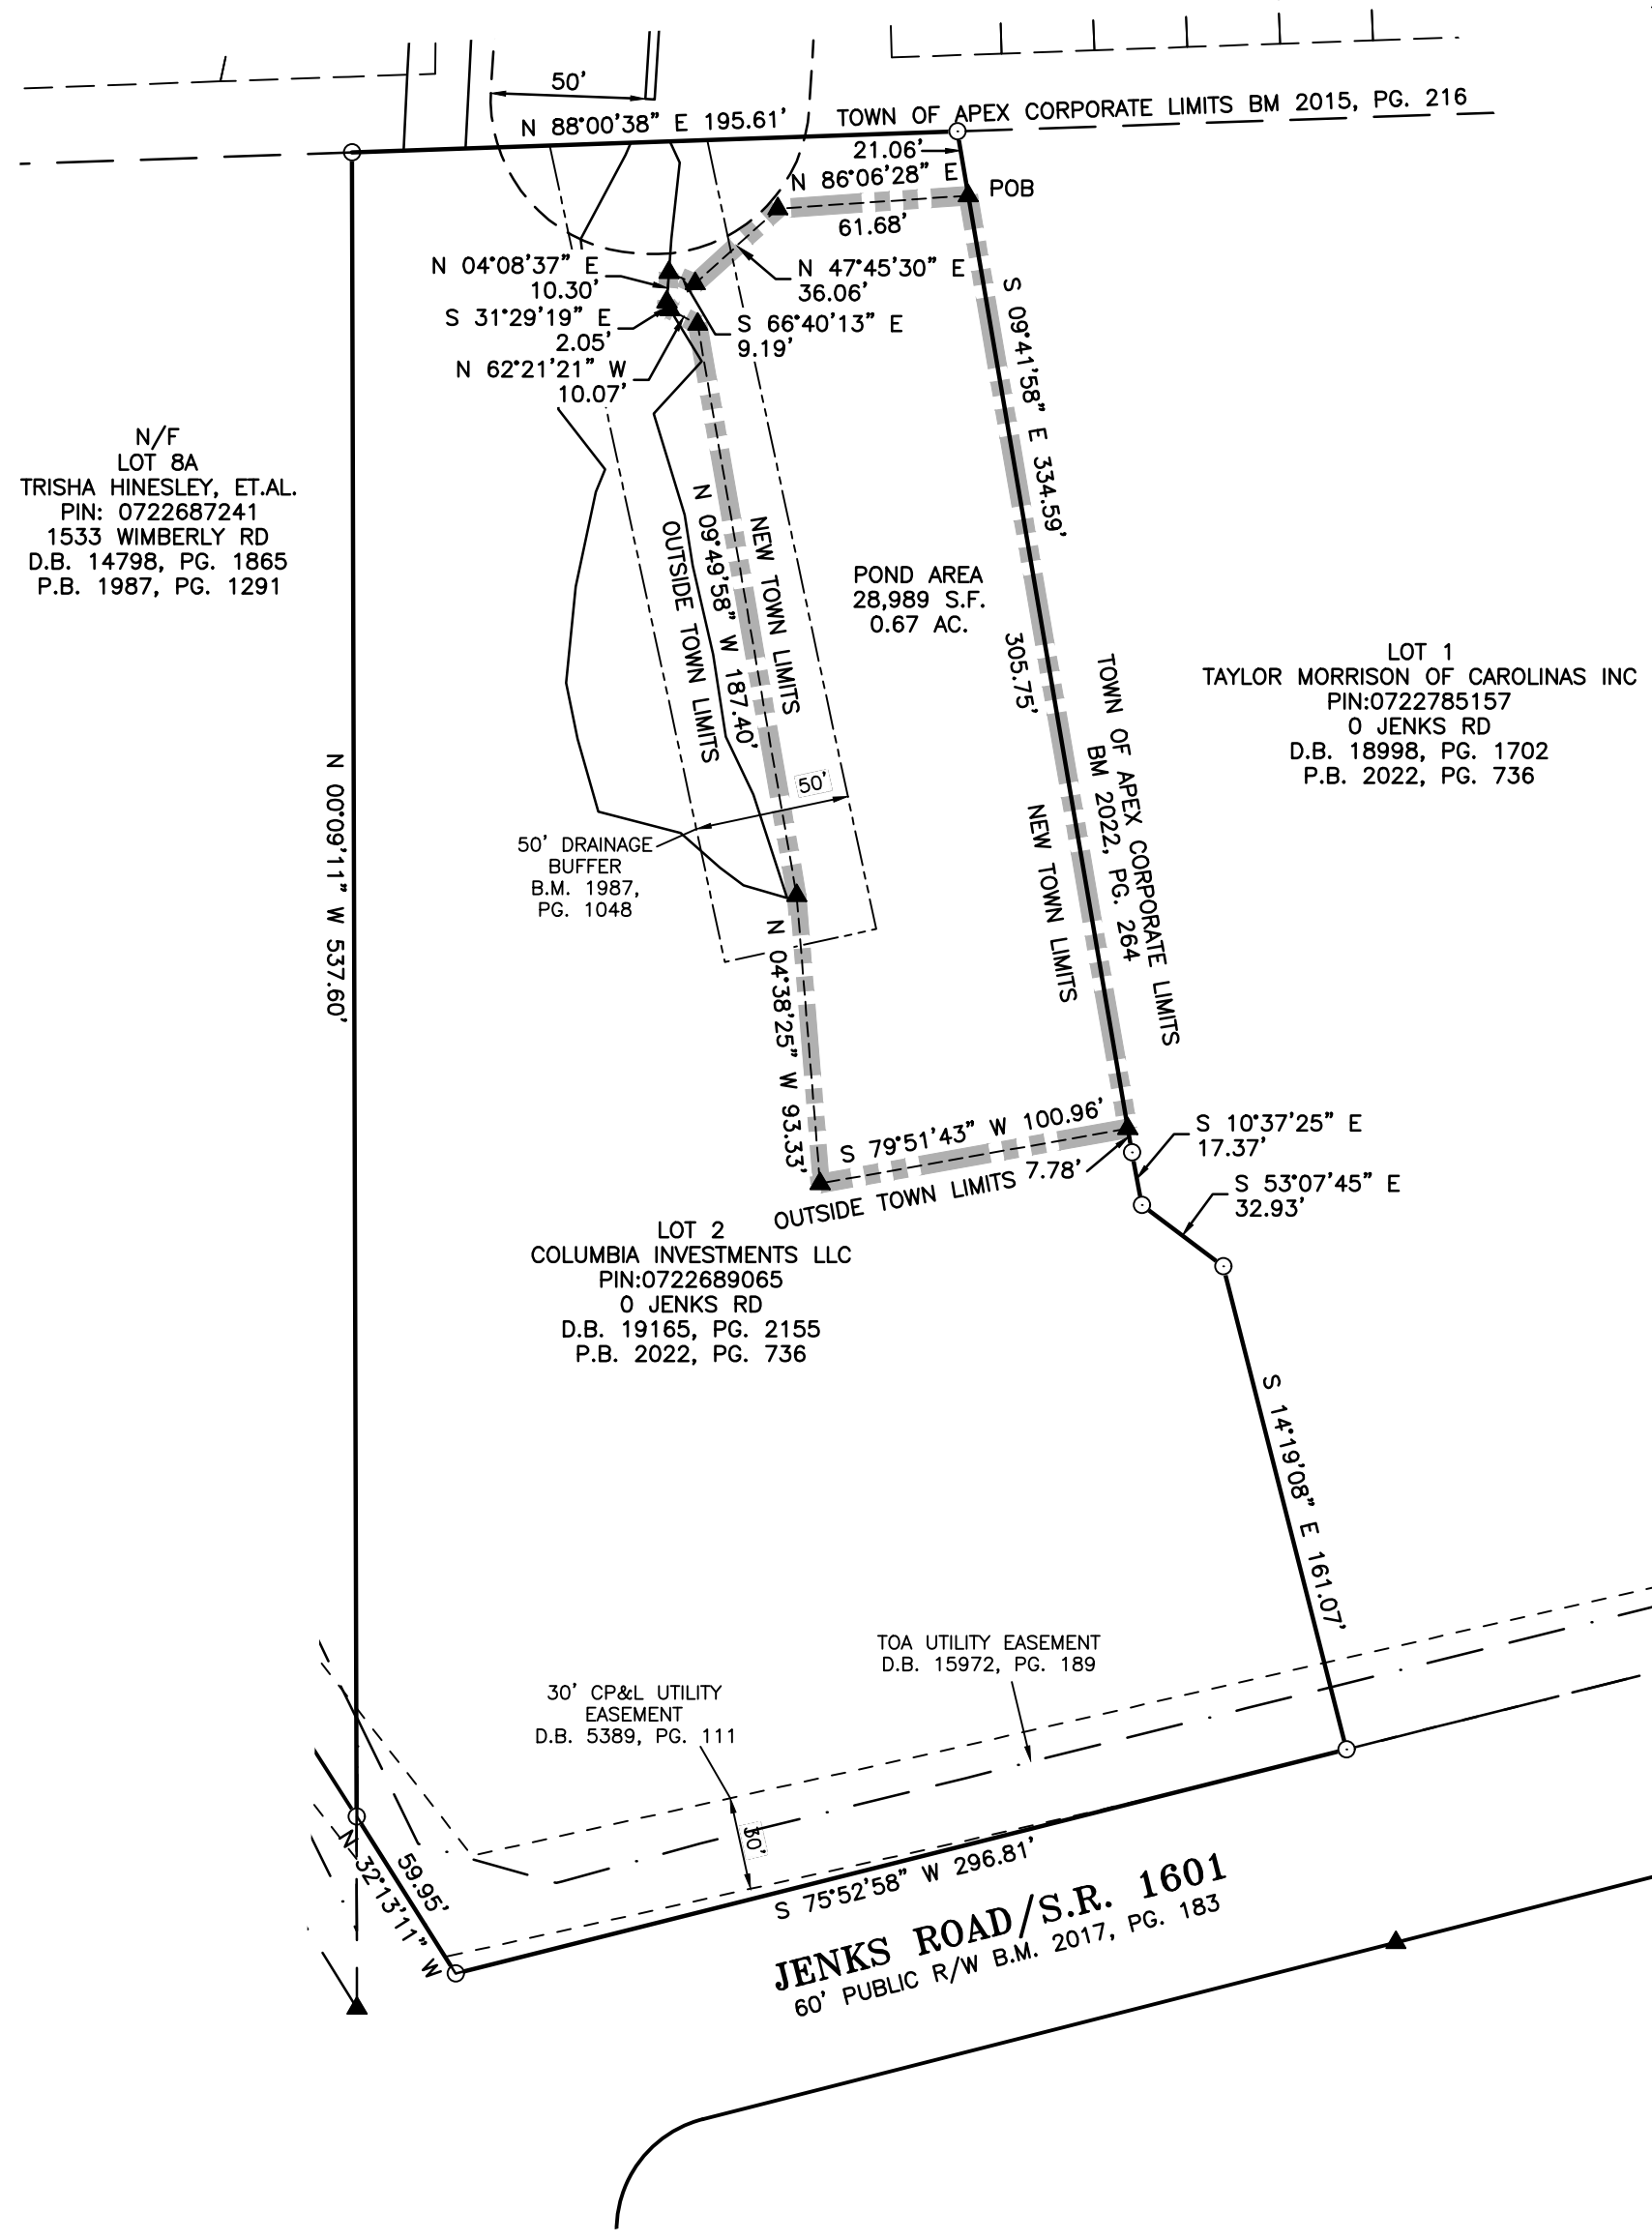 50'
N 88°00'38" E 195.61'
TOWN OF APEX CORPORATE LIMITS BM 2015, PG. 216
21.06'
N 86°06'28" E
61.68'
POB
N 04°08'37" E
10.30'
N 47°45'30" E
36.06'
S 31°29'19" E
2.05'
S 66°40'13" E
9.19'
N 62°21'21" W
10.07'
S 09°41'58" E 334.59'
N/F
LOT 8A
TRISHA HINESLEY, ET.AL.
PIN: 0722687241
1533 WIMBERLY RD
D.B. 14798, PG. 1865
P.B. 1987, PG. 1291
OUTSIDE TOWN LIMITS
N 09°49'58" W 187.40'
NEW TOWN LIMITS
POND AREA
28,989 S.F.
0.67 AC.
305.75'
LOT 1
TAYLOR MORRISON OF CAROLINAS INC
PIN:0722785157
0 JENKS RD
D.B. 18998, PG. 1702
P.B. 2022, PG. 736
TOWN OF APEX CORPORATE LIMITS
BM 2022, PG. 264
NEW TOWN LIMITS
N 00°09'11" W 537.60'
50'
50' DRAINAGE
BUFFER
B.M. 1987,
PG. 1048
N 04°38'25" W 93.33'
S 79°51'43" W 100.96'
OUTSIDE TOWN LIMITS
7.78'
S 10°37'25" E
17.37'
S 53°07'45" E
32.93'
LOT 2
COLUMBIA INVESTMENTS LLC
PIN:0722689065
0 JENKS RD
D.B. 19165, PG. 2155
P.B. 2022, PG. 736
S 14°19'08" E 161.07'
TOA UTILITY EASEMENT
D.B. 15972, PG. 189
30' CP&L UTILITY
EASEMENT
D.B. 5389, PG. 111
30'
N 32°13'11" W
59.95'
S 75°52'58" W 296.81'
JENKS ROAD/S.R. 1601
60' PUBLIC R/W B.M. 2017, PG. 183